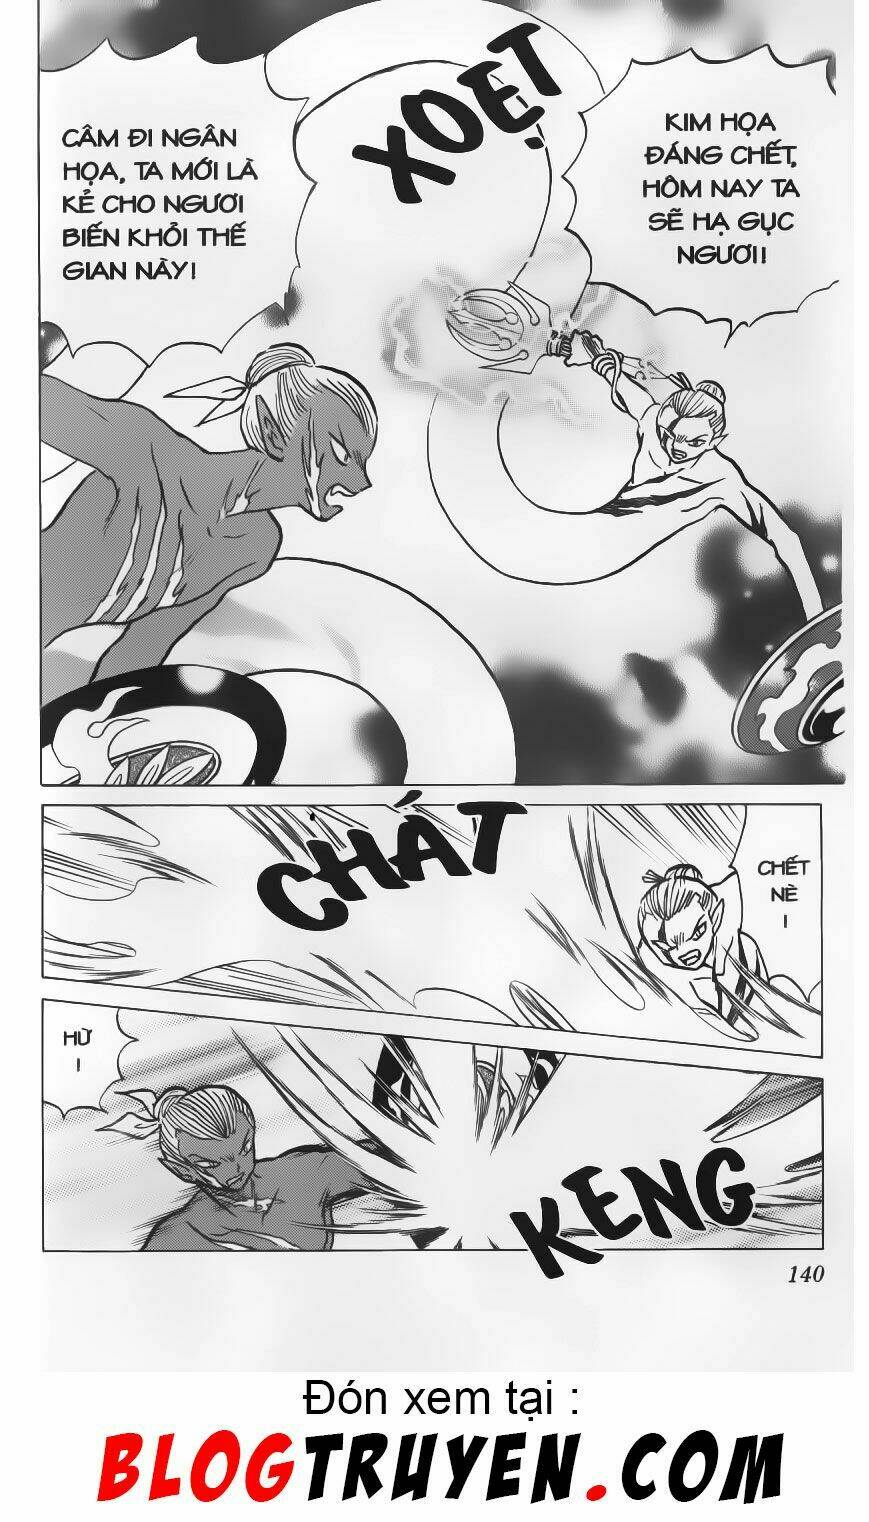 XOẸT
CÂM ĐI NGÂN
HỌA, TA MỚI LÀ
KẺ CHO NGƯƠI
BIẾN KHỎI THẾ
GIAN NÀY!
KIM HỌA
ĐÁNG CHẾT,
HÔM NAY TA
SẼ HẠ GỤC
NGƯƠI!
CHÁT
CHẾT
NÈ
!
HỪ
!
KENG
140
Đón xem tại :
BLOGTRUYEN.COM